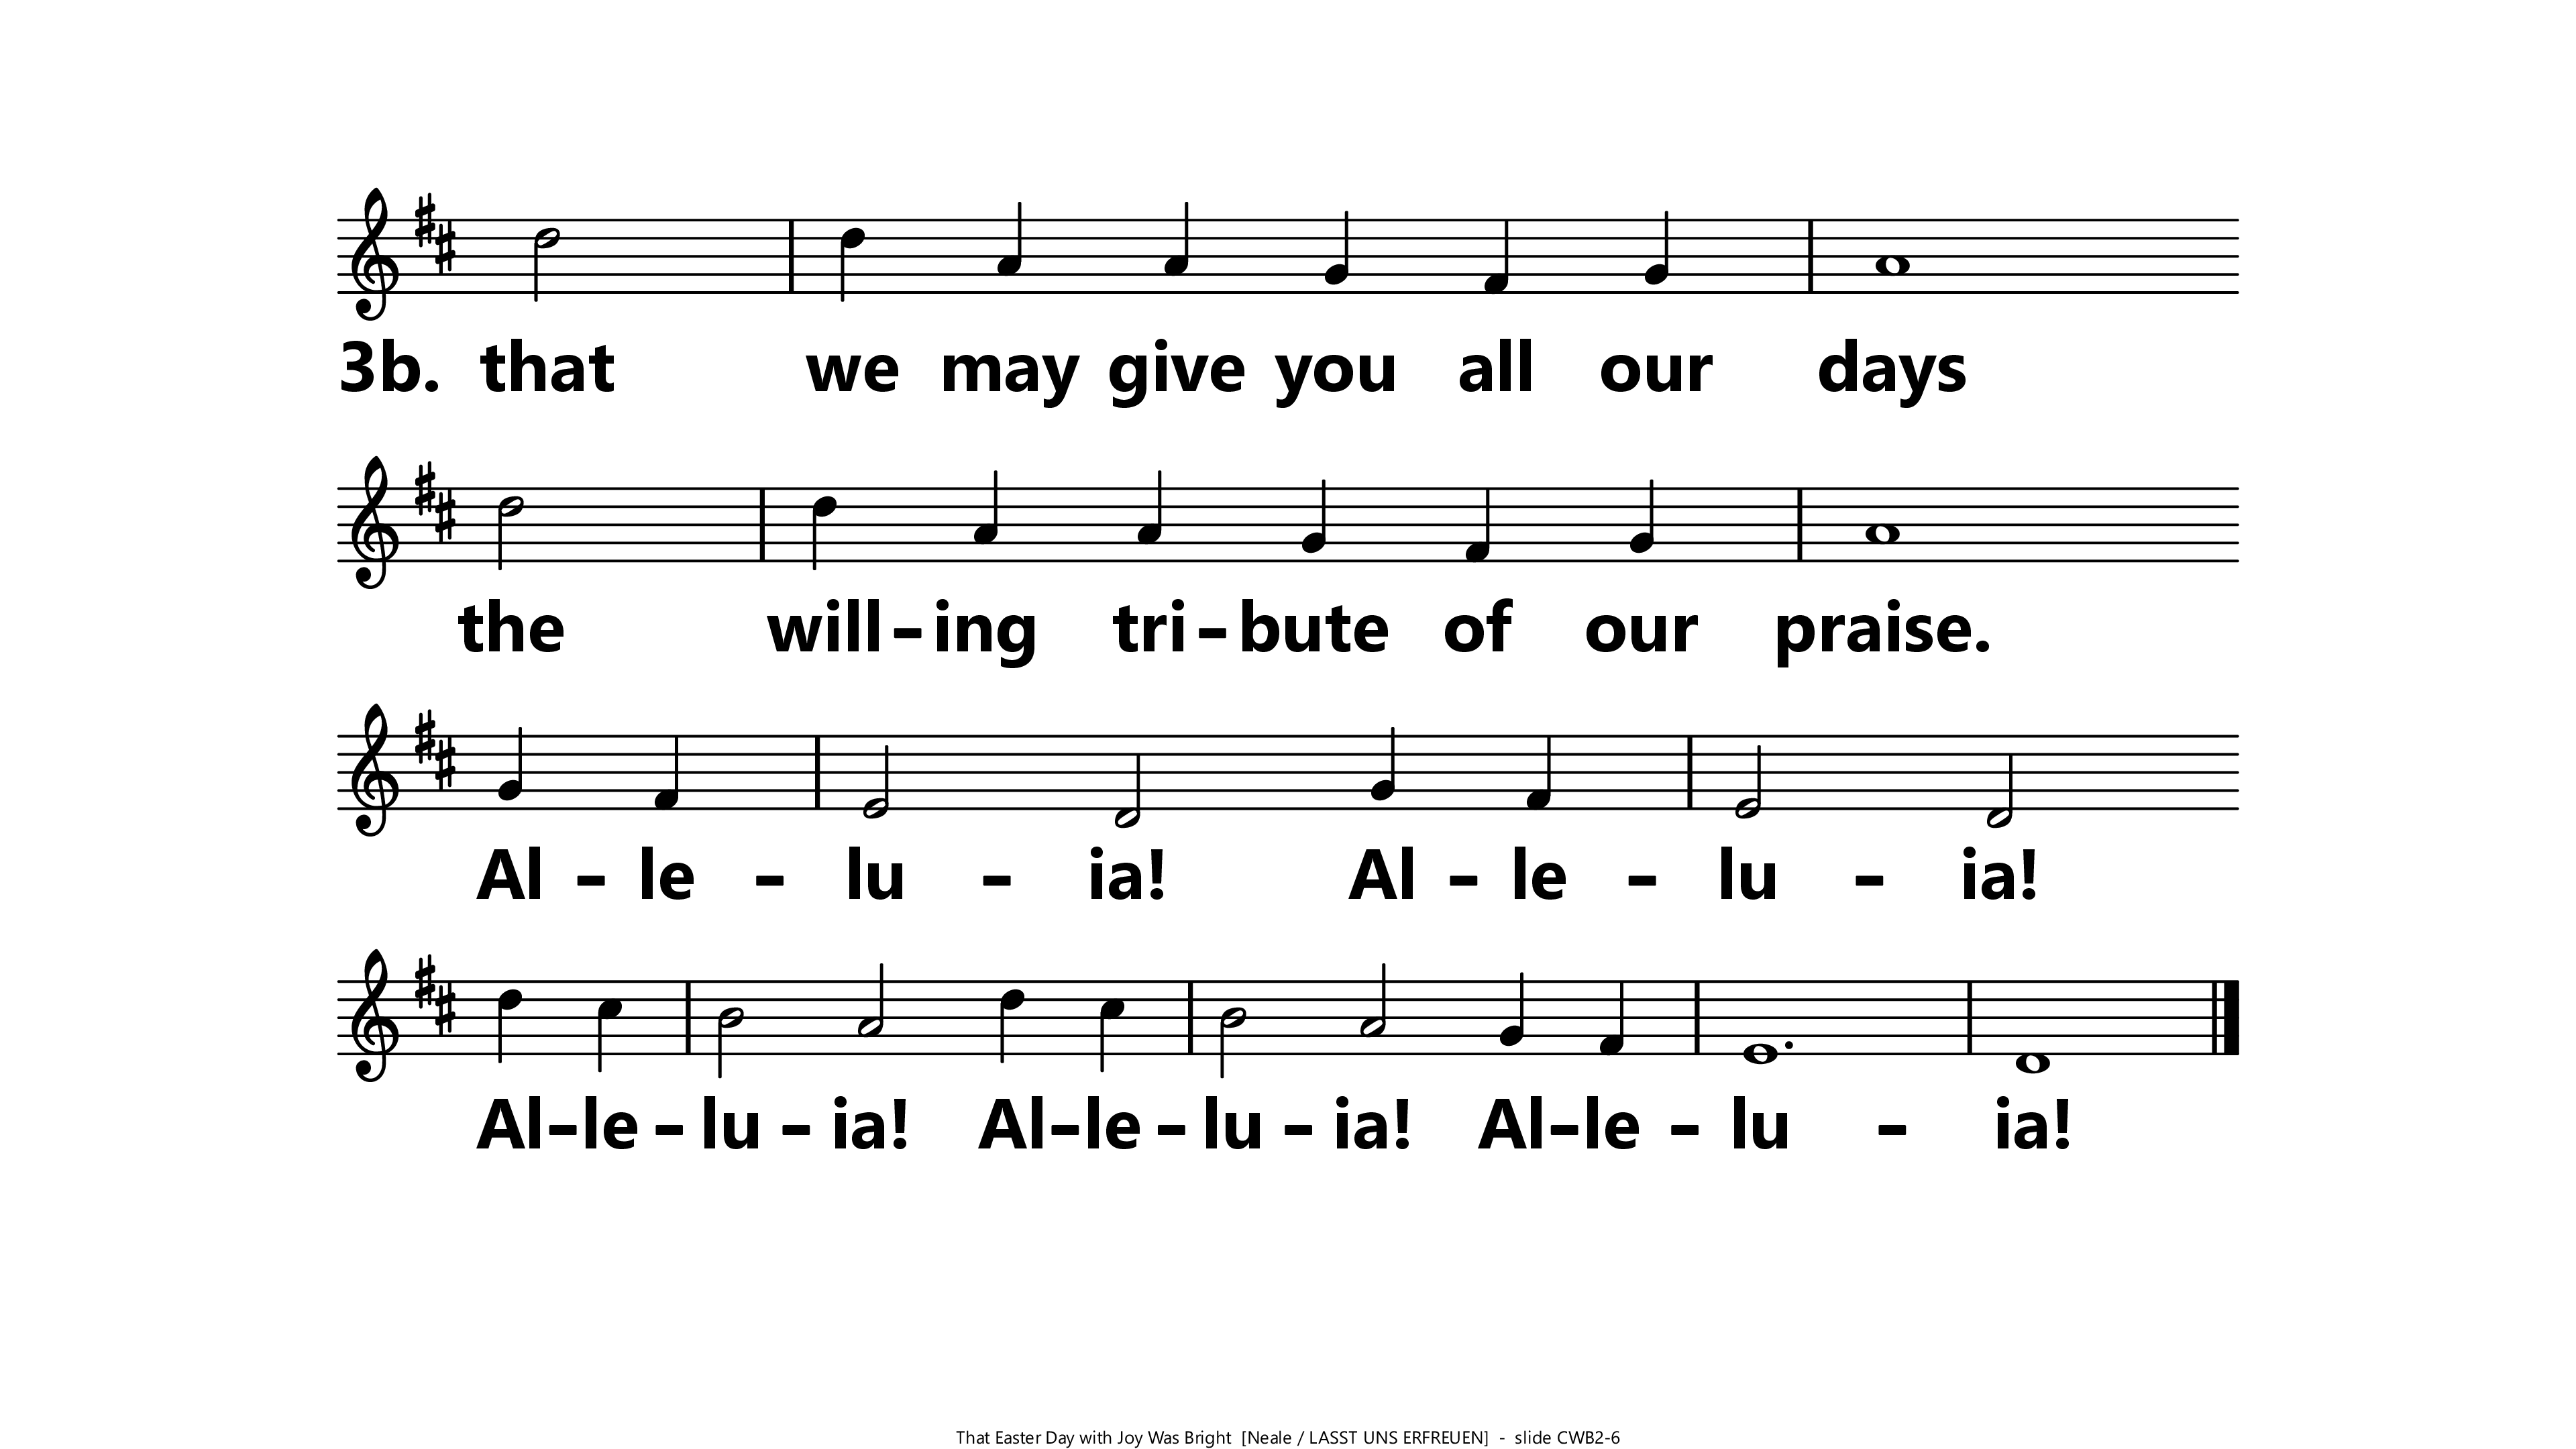 3b. that we may give you all our days
the will-ing tri-bute of our praise.
Al - le - lu - ia! Al - le - lu - ia!
Al-le - lu - ia! Al-le - lu - ia! Al-le - lu - ia!
That Easter Day with Joy Was Bright [Neale / LASST UNS ERFREUEN] - slide CWB2-6